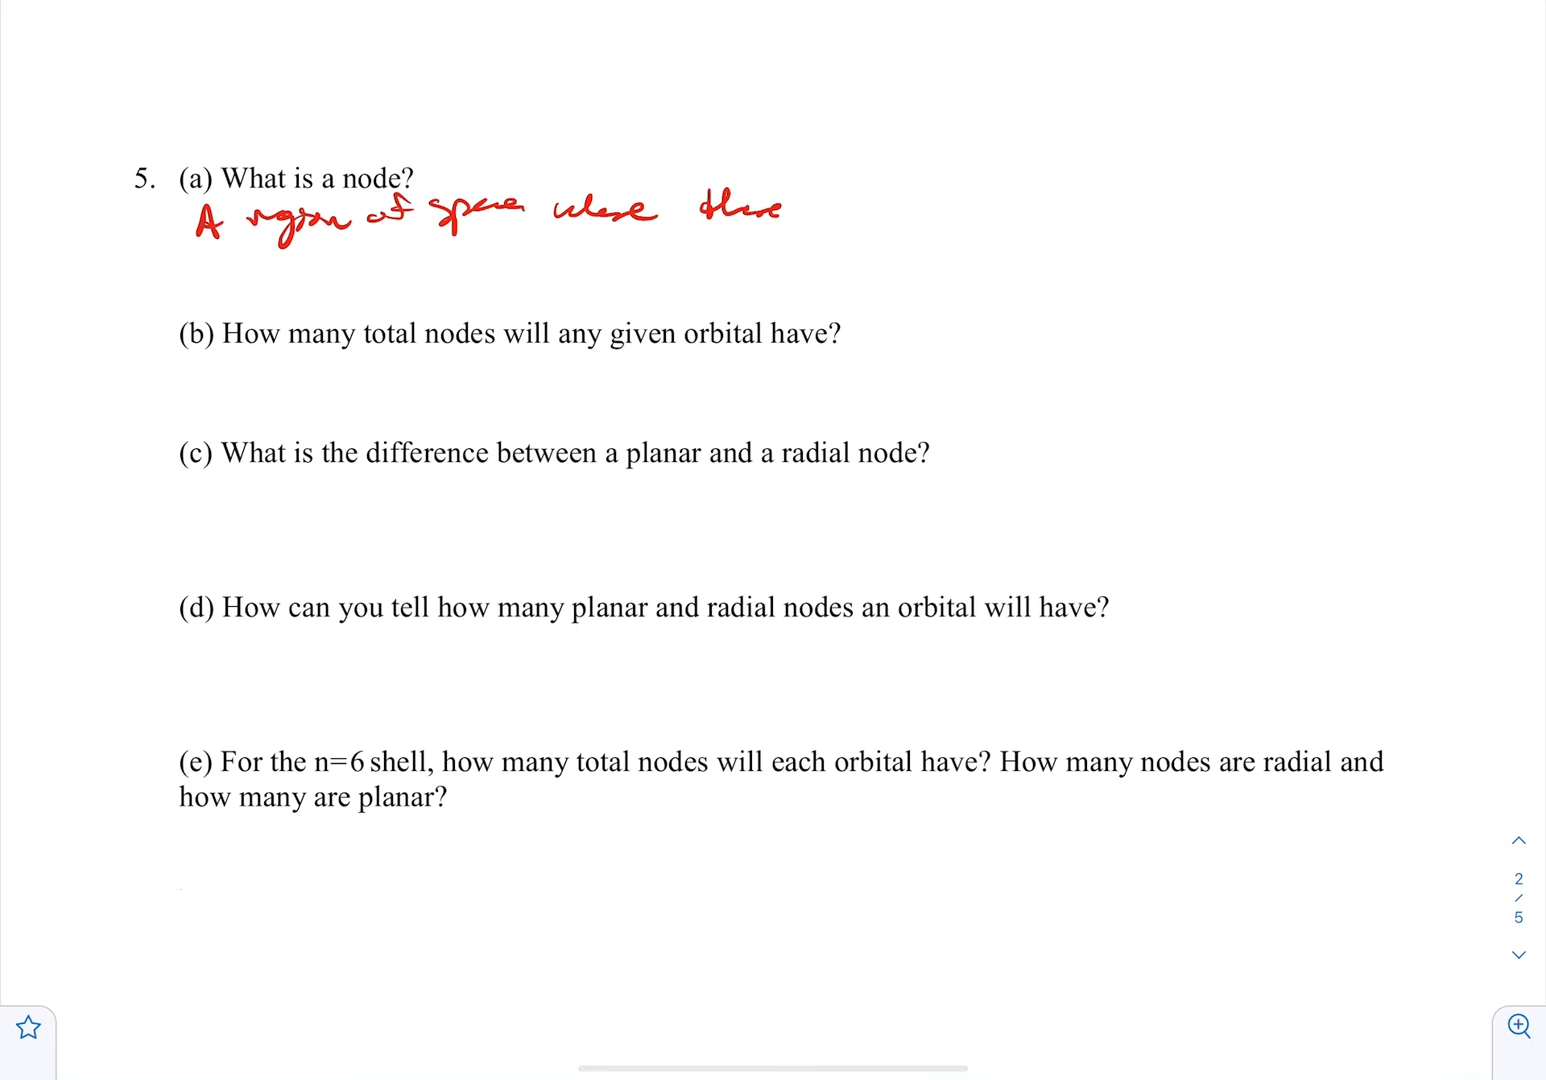 5. (a) What is a node?
A region of space where there
(b) How many total nodes will any given orbital have?
(c) What is the difference between a planar and a radial node?
(d) How can you tell how many planar and radial nodes an orbital will have?
(e) For the n=6 shell, how many total nodes will each orbital have? How many nodes are radial and
how many are planar?
2
/
5